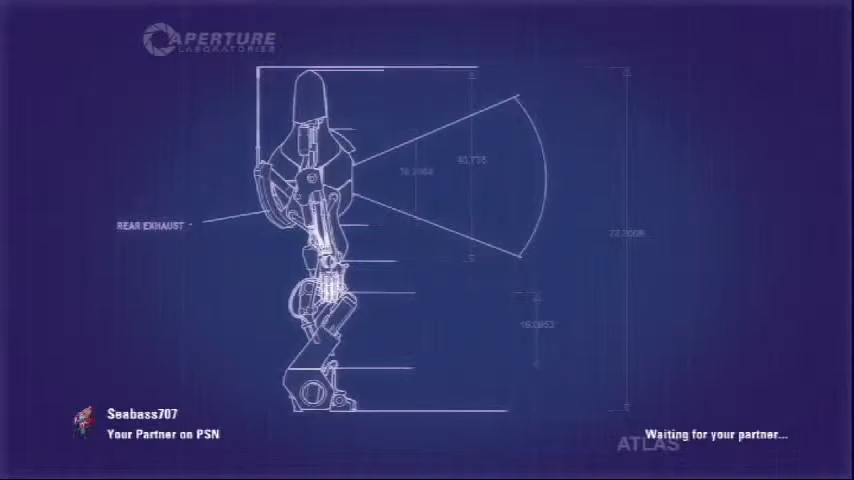 APERTURE
LABORATORIES
REAR EXHAUST
Seabass707
Your Partner on PSN
Waiting for your partner...
ATLAS